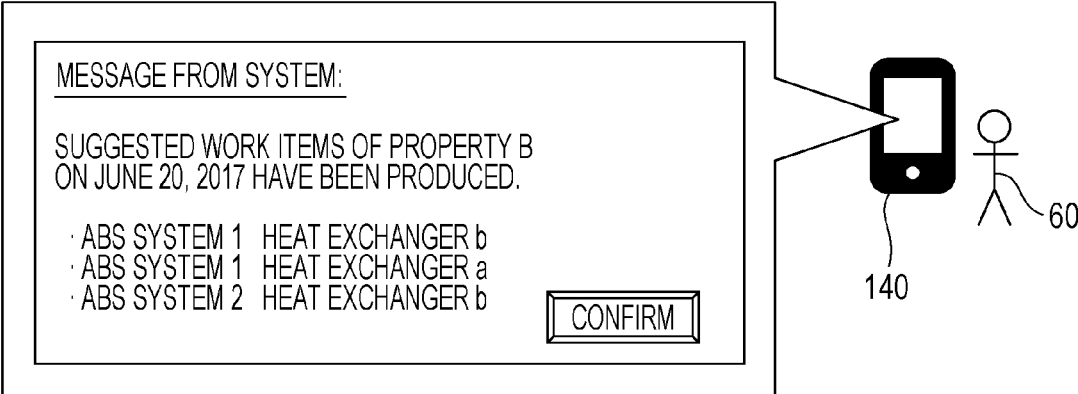 MESSAGE FROM SYSTEM:
SUGGESTED WORK ITEMS OF PROPERTY B
ON JUNE 20, 2017 HAVE BEEN PRODUCED.
· ABS SYSTEM 1 HEAT EXCHANGER b
· ABS SYSTEM 1 HEAT EXCHANGER a
· ABS SYSTEM 2 HEAT EXCHANGER b
CONFIRM
140
60